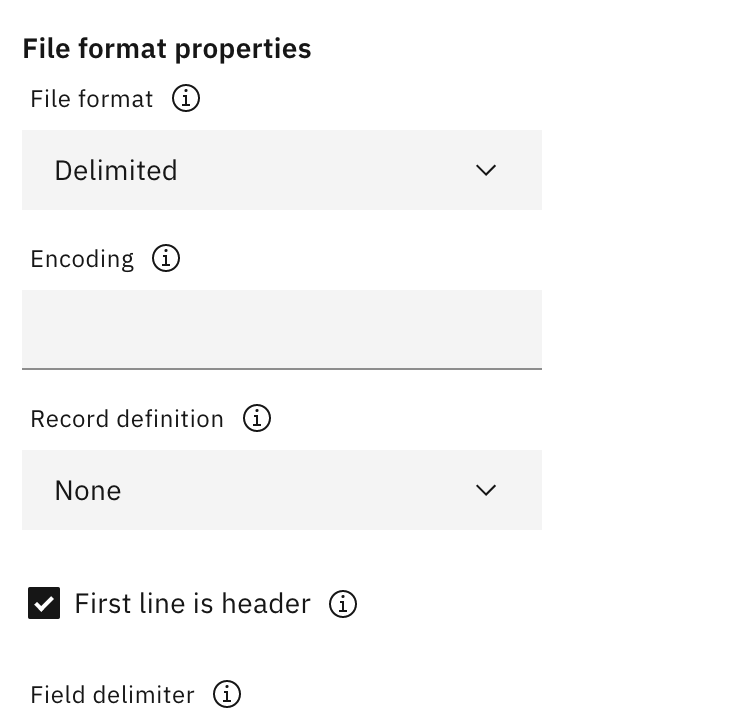 File format properties
File format
Delimited
Encoding
Record definition
None
First line is header
Field delimiter